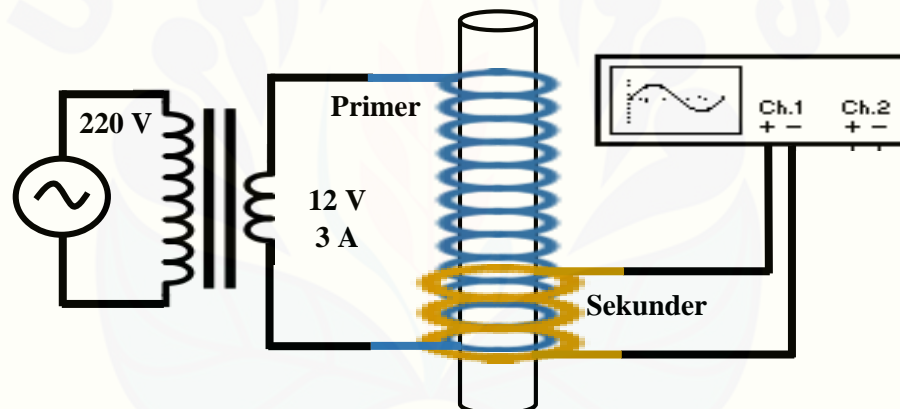 220 V
Primer
12 V
3 A
Ch.1
+ −
Ch.2
+ −
Sekunder